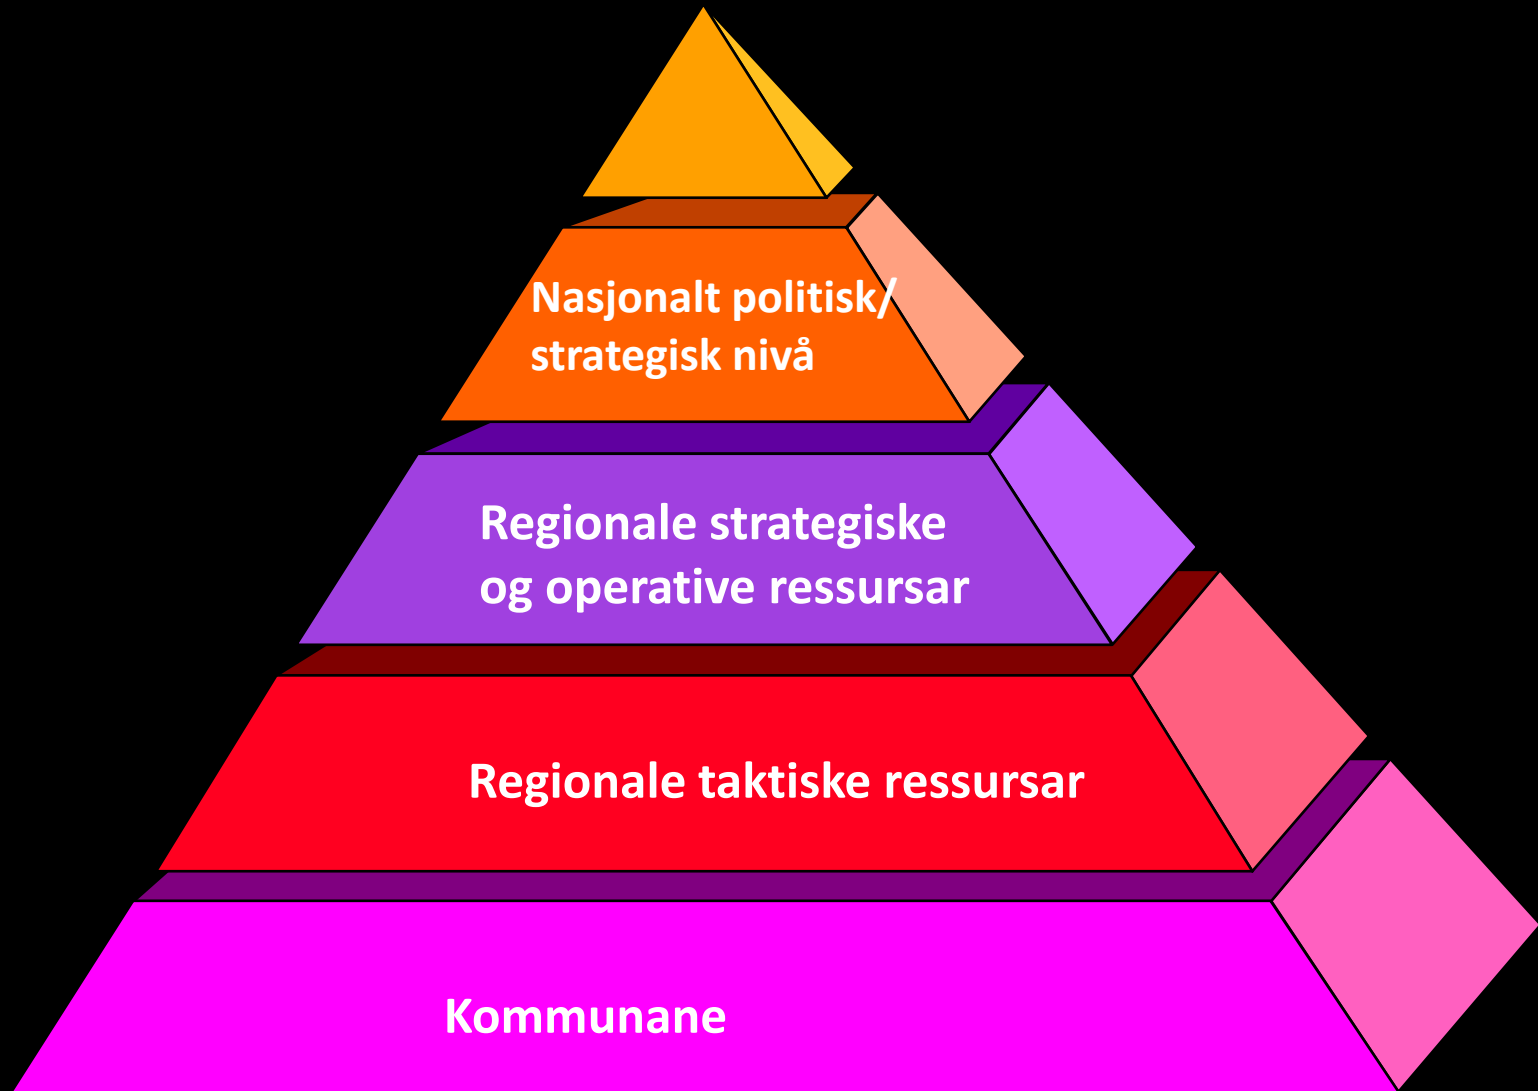 Nasjonalt politisk/
strategisk nivå
Regionale strategiske
og operative ressursar
Regionale taktiske ressursar
Kommunane